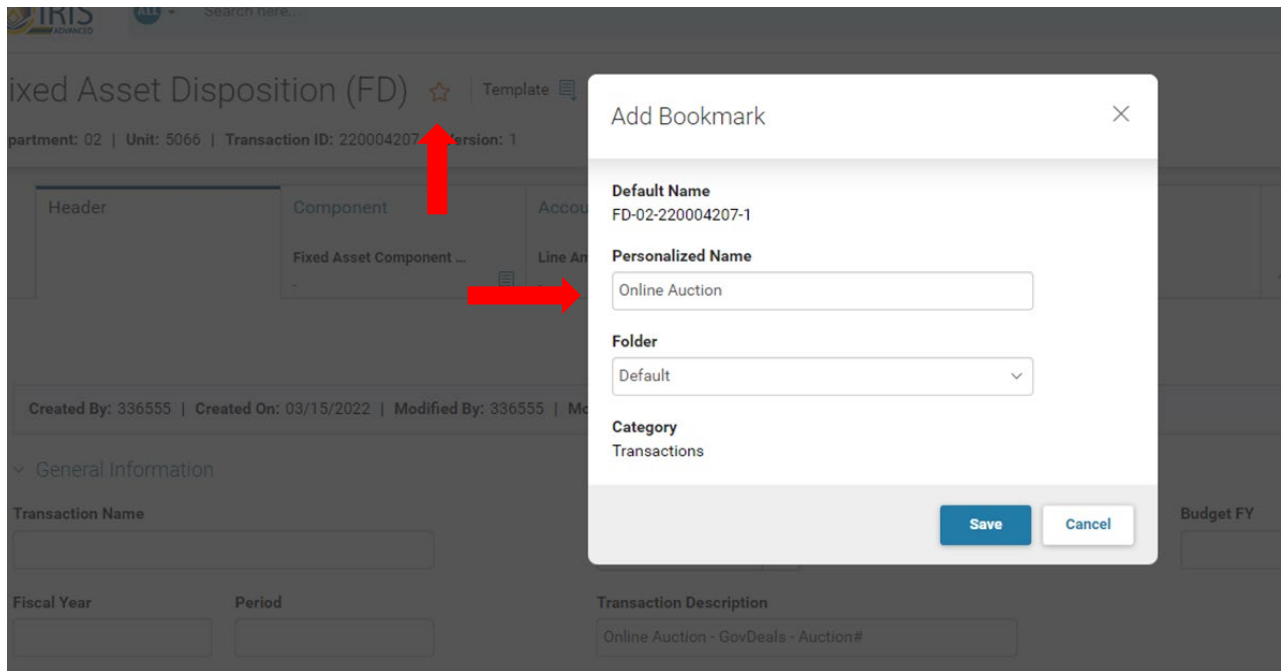 IRIS
ADVANCED
ALL
Search here...
ixed Asset Disposition (FD)
Template
partment: 02 | Unit: 5066 | Transaction ID: 220004207 Version: 1
Header
Component
Accou
Fixed Asset Component ...
Line Am
-
-
Add Bookmark
Default Name
FD-02-220004207-1
Personalized Name
Online Auction
Folder
Default
Category
Transactions
Save
Cancel
Created By: 336555 | Created On: 03/15/2022 | Modified By: 336555 | Mo
General Information
Transaction Name
Budget FY
Fiscal Year
Period
Transaction Description
Online Auction - GovDeals - Auction#